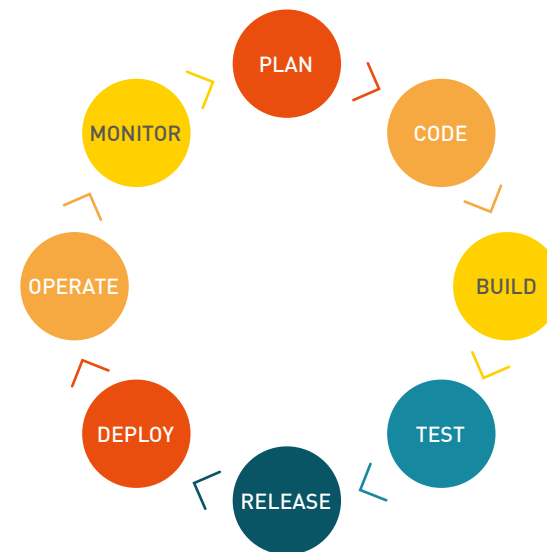 PLAN
CODE
BUILD
TEST
RELEASE
DEPLOY
OPERATE
MONITOR